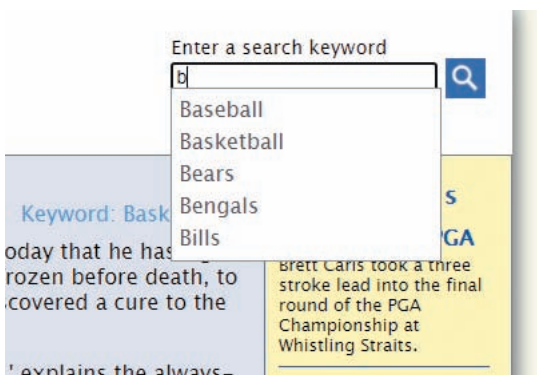 Enter a search keyword
b
Baseball
Basketball
Bears
Bengals
Bills
Keyword: Bask
oday that he has
rozen before death, to
covered a cure to the
' explains the always-
s
PGA
Brett Caris took a three
stroke lead into the final
round of the PGA
Championship at
Whistling Straits.